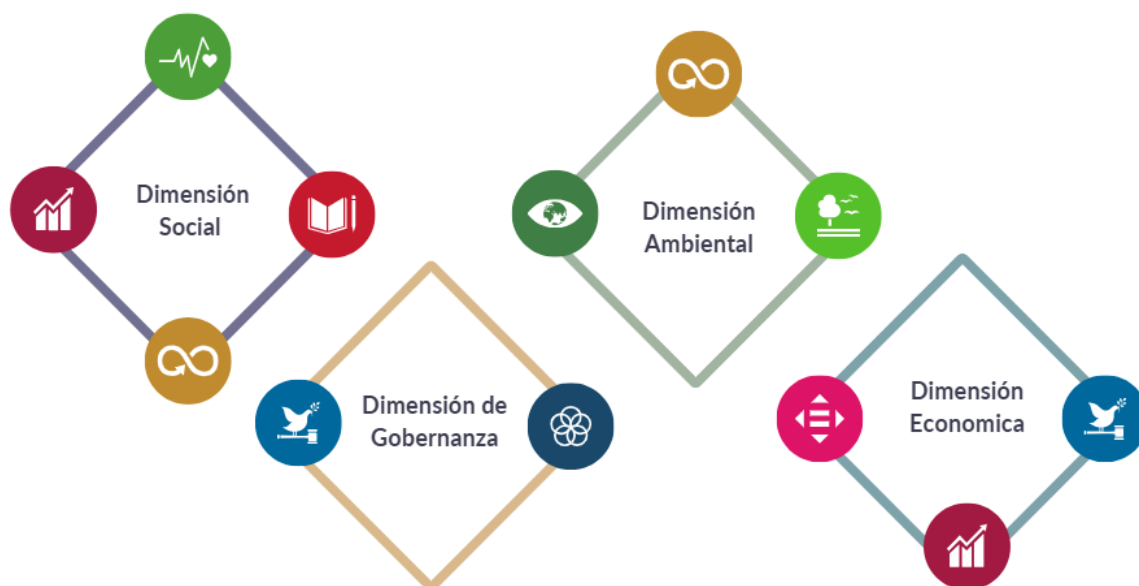 Dimensión
Social
Dimensión
Ambiental
Dimensión de
Gobernanza
Dimensión
Economica